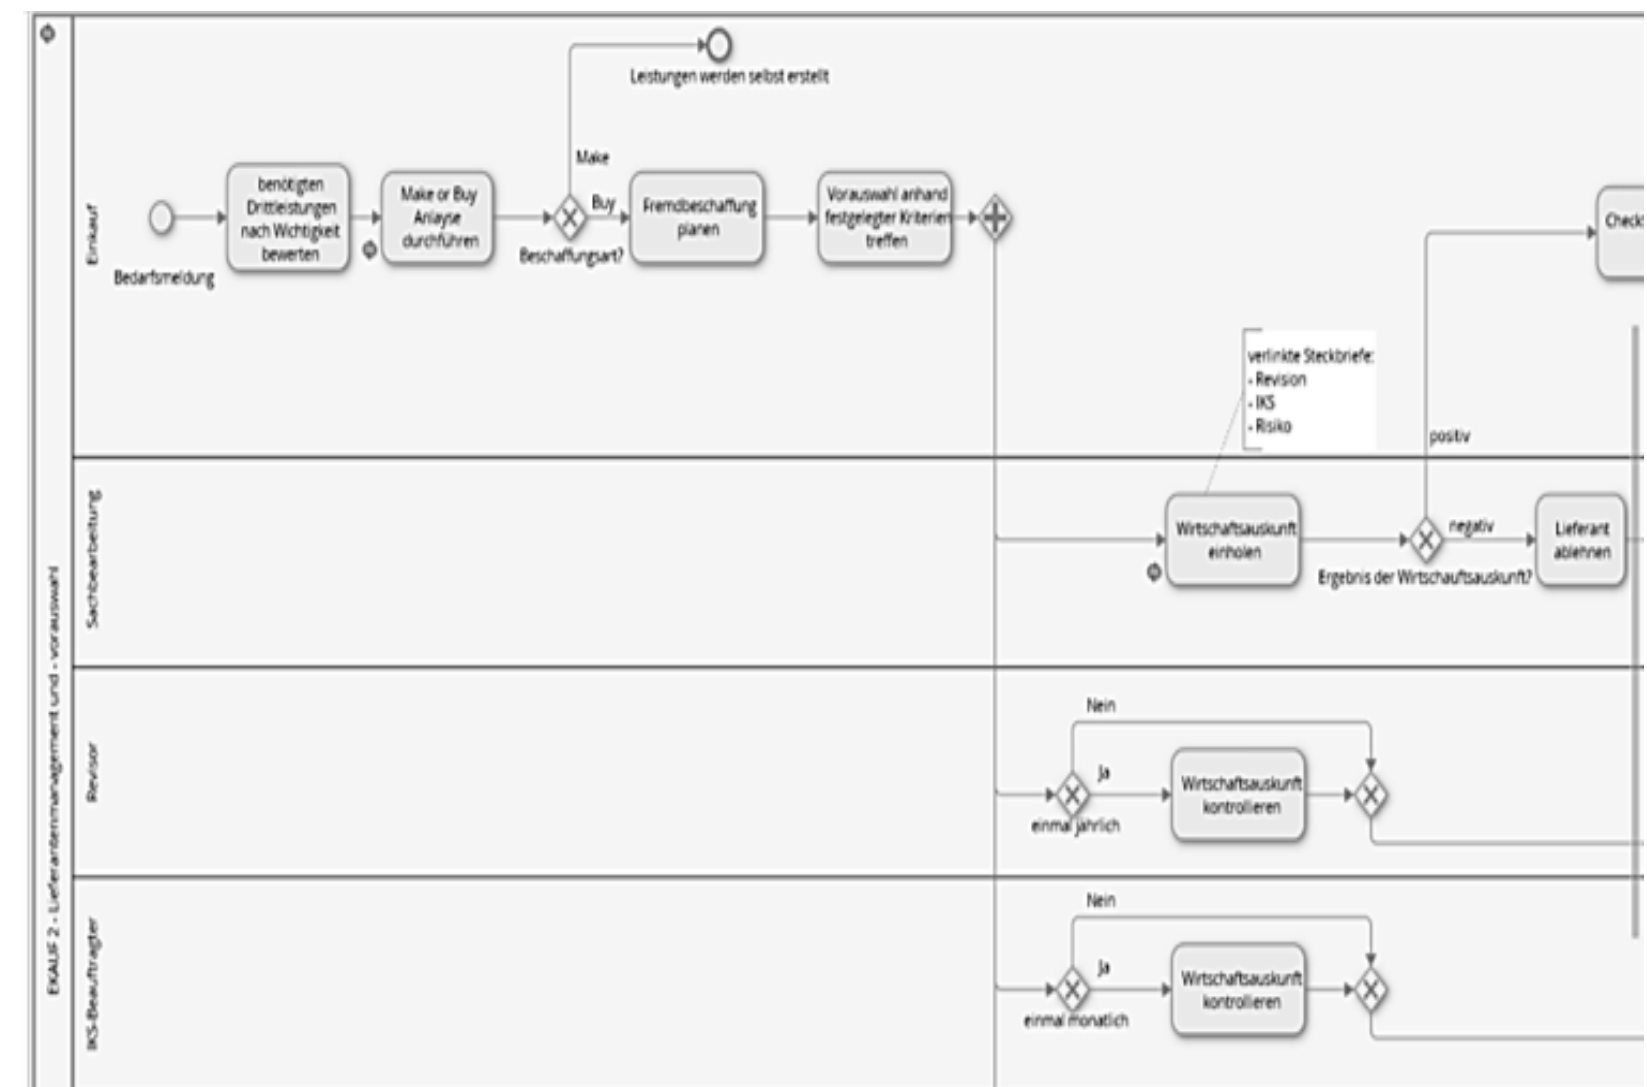 EKAUF 2 - Lieferantenmanagement und - vorauswahl
Einkauf
Bedarfsmeldung
benötigten
Drittleistungen
nach Wichtigkeit
bewerten
Make or Buy
Anlayse
durchführen
Beschaffungsart?
Make
Leistungen werden selbst erstellt
Buy
Fremdbeschaffung
planen
Vorauswahl anhand
festgelegter Kriterien
treffen
verlinkte Steckbriefe:
- Revision
- IKS
- Risiko
positiv
Sachbearbeitung
Wirtschaftsauskunft
einholen
Ergebnis der Wirtschauftsauskunft?
negativ
Lieferant
ablehnen
Revisor
einmal jährlich
Nein
Ja
Wirtschaftsauskunft
kontrollieren
IKS-Beauftragter
einmal monatlich
Nein
Ja
Wirtschaftsauskunft
kontrollieren